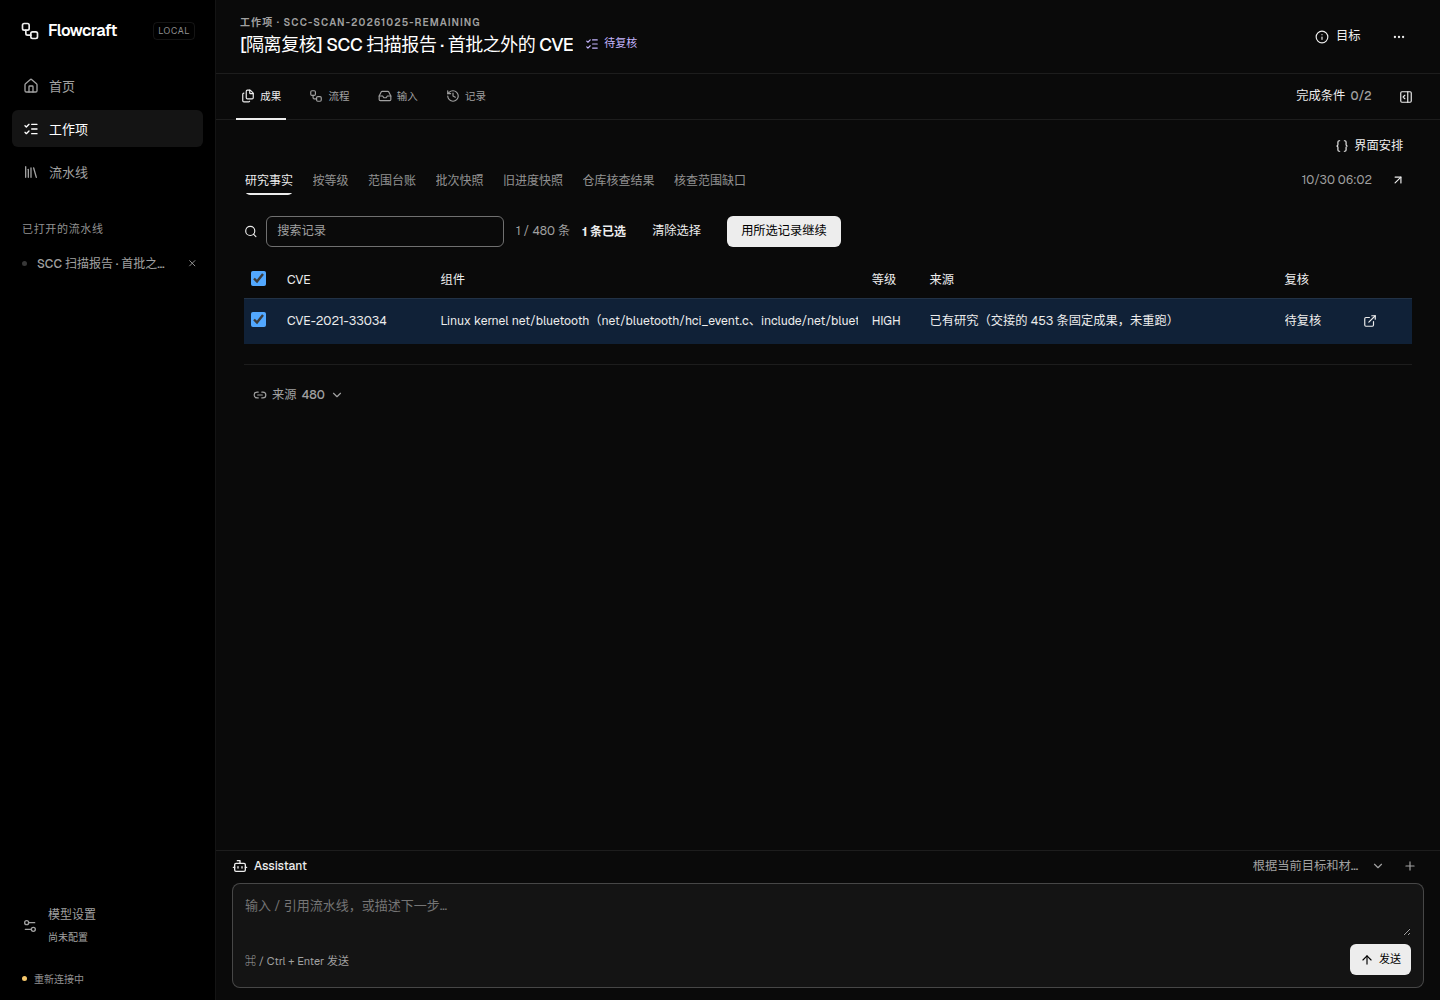 Flowcraft
LOCAL
首页
工作项
流水线
已打开的流水线
SCC 扫描报告 · 首批之...
模型设置
尚未配置
重新连接中
工作项 · SCC-SCAN-20261025-REMAINING
[隔离复核] SCC 扫描报告 · 首批之外的 CVE
待复核
目标
成果
流程
输入
记录
完成条件 0/2
界面安排
研究事实
按等级
范围台账
批次快照
旧进度快照
仓库核查结果
核查范围缺口
10/30 06:02
搜索记录
1 / 480 条
1 条已选
清除选择
用所选记录继续
CVE
组件
等级
来源
复核
CVE-2021-33034
Linux kernel net/bluetooth（net/bluetooth/hci_event.c、include/net/bluet
HIGH
已有研究（交接的 453 条固定成果，未重跑）
待复核
来源 480
Assistant
根据当前目标和材...
输入 / 引用流水线，或描述下一步...
⌘ / Ctrl + Enter 发送
发送